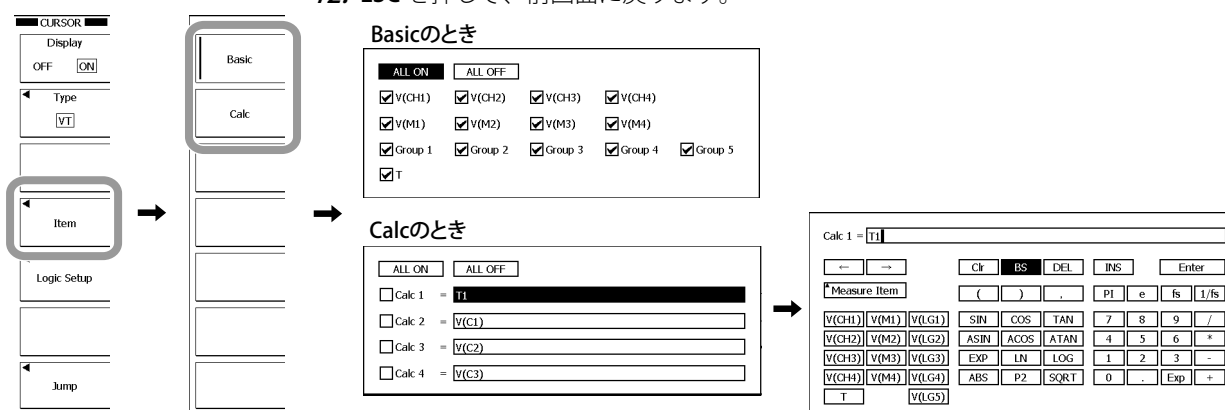 CURSOR
Display
OFF ON
Type
VT
Item
Logic Setup
Jump
Basic
Calc
Basicのとき
ALL ON ALL OFF
V(CH1) V(CH2) V(CH3) V(CH4)
V(M1) V(M2) V(M3) V(M4)
Group 1 Group 2 Group 3 Group 4 Group 5
T
Calcのとき
ALL ON ALL OFF
Calc 1 = T1
Calc 2 = V(C1)
Calc 3 = V(C2)
Calc 4 = V(C3)
Calc 1 = T1
← → Clr BS DEL INS Enter
Measure Item ( ) , PI e fs 1/fs
V(CH1) V(M1) V(LG1) SIN COS TAN 7 8 9 /
V(CH2) V(M2) V(LG2) ASIN ACOS ATAN 4 5 6 *
V(CH3) V(M3) V(LG3) EXP LN LOG 1 2 3 -
V(CH4) V(M4) V(LG4) ABS P2 SQRT 0 . Exp +
T V(LG5)